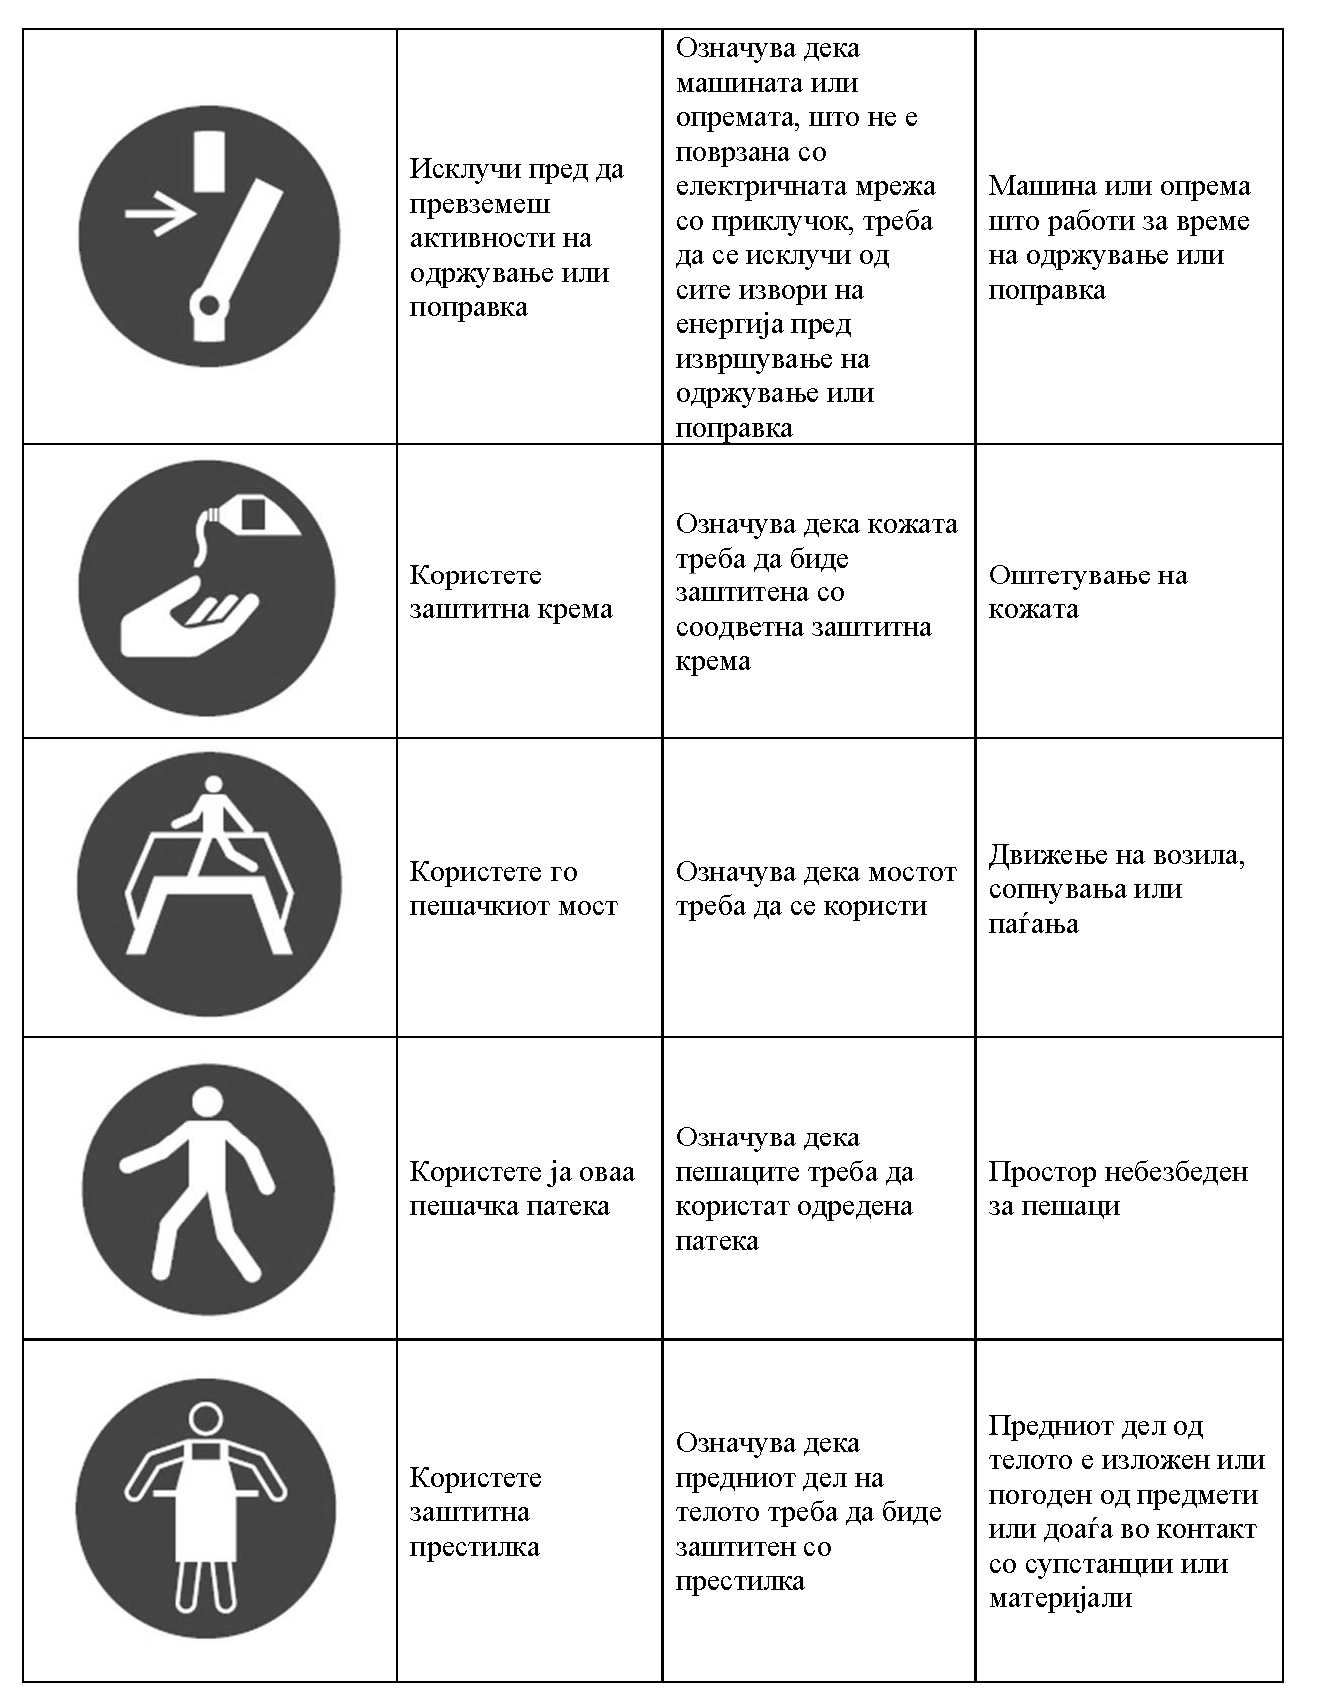 Исклучи пред да
превземеш
активности на
одржување или
поправка
Означува дека
машината или
опремата, што не е
поврзана со
електричната мрежа
со приклучок, треба
да се исклучи од
сите извори на
енергија пред
извршување на
одржување или
поправка
Машина или опрема
што работи за време
на одржување или
поправка
Користете
заштитна крема
Означува дека кожата
треба да биде
заштитена со
соодветна заштитна
крема
Оштетување на
кожата
Користете го
пешачкиот мост
Означува дека мостот
треба да се користи
Движење на возила,
сопнувања или
паѓања
Користете ја оваа
пешачка патека
Означува дека
пешаците треба да
користат одредена
патека
Простор небезбеден
за пешаци
Користете
заштитна
престилка
Означува дека
предниот дел на
телото треба да биде
заштитен со
престилка
Предниот дел од
телото е изложен или
погоден од предмети
или доаѓа во контакт
со супстанции или
материјали